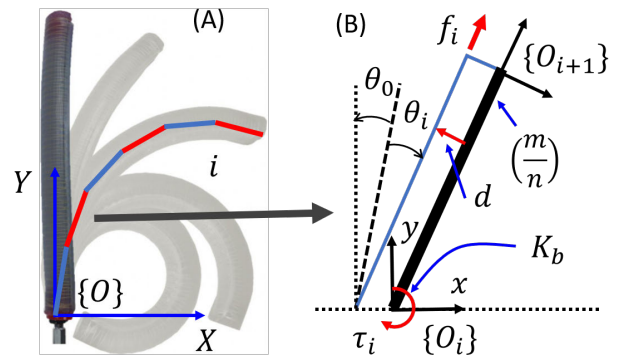 (A)
Y
{O}
X
i
(B)
f_i
{O_{i+1}}
θ_0
θ_i
(m/n)
d
y
x
K_b
τ_i
{O_i}